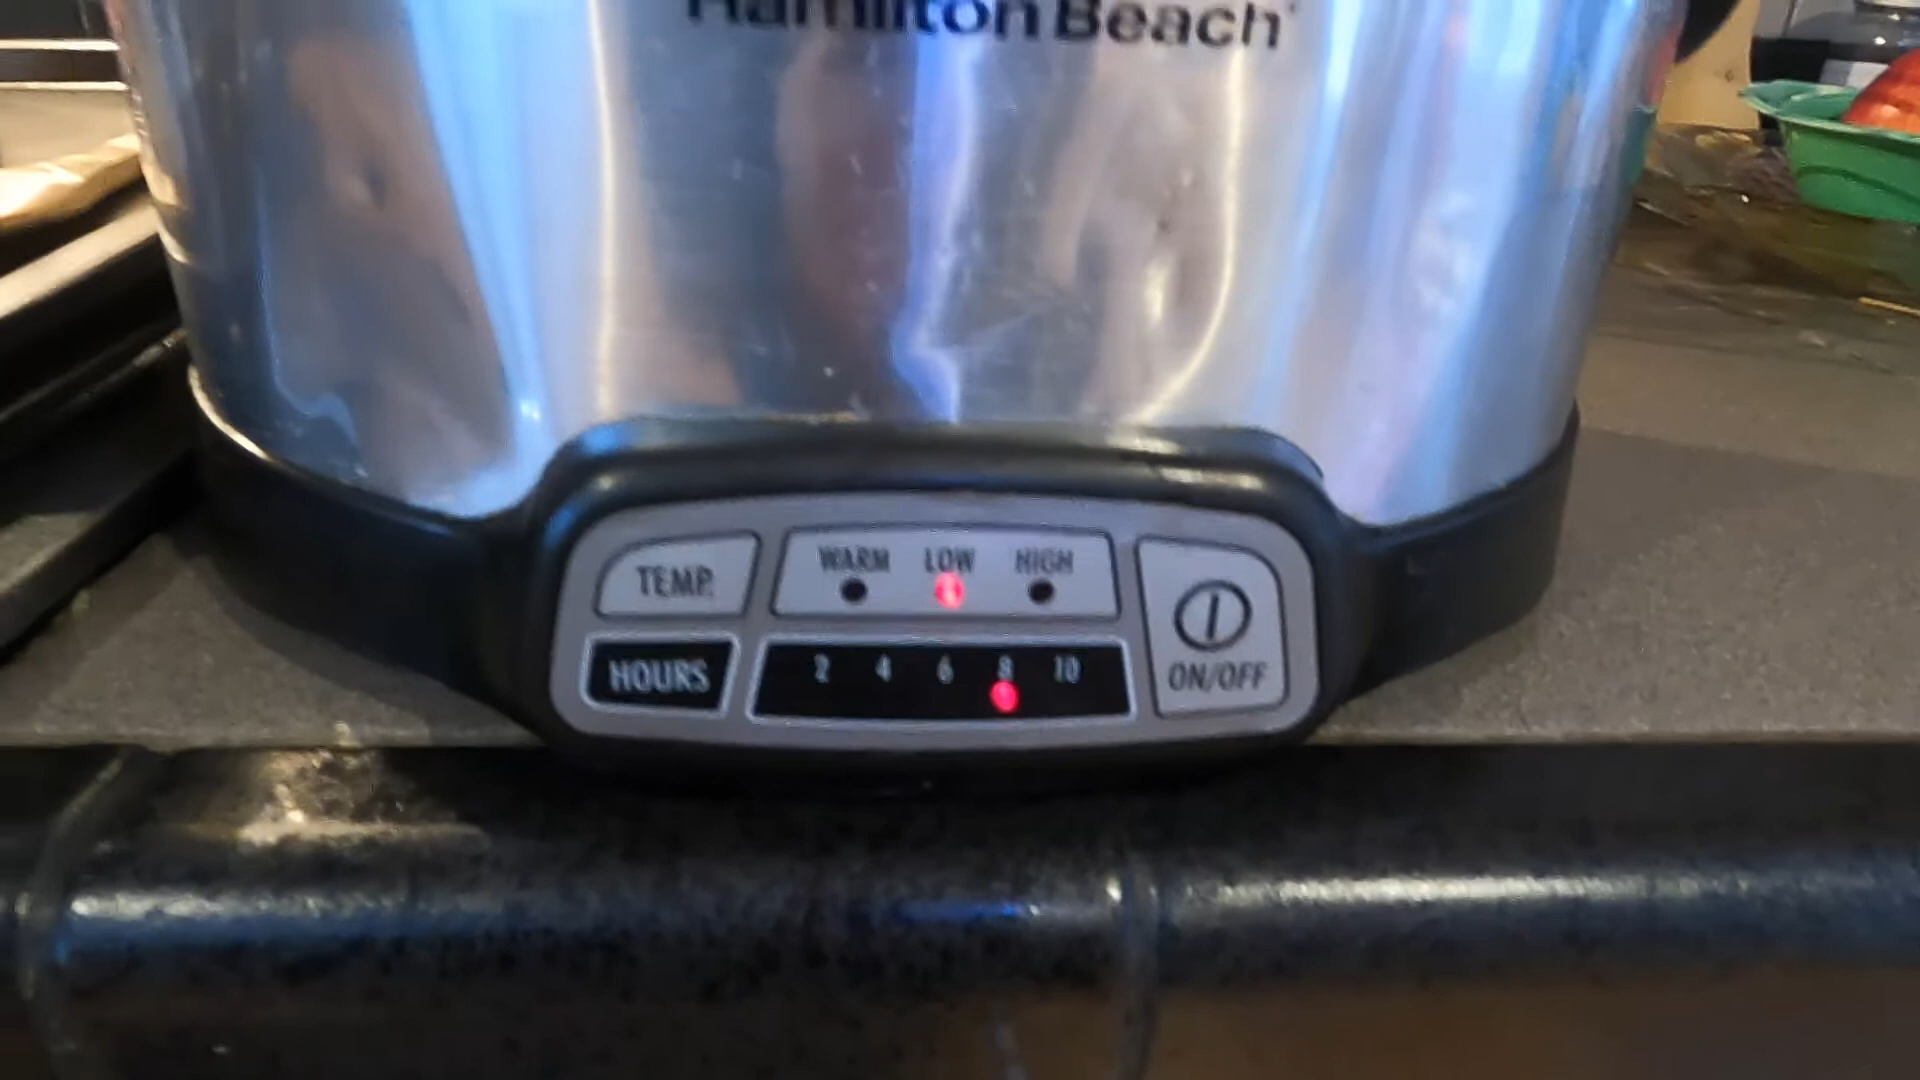 Hamilton Beach
TEMP.
WARM LOW HIGH
HOURS
2 4 6 8 10
ON/OFF